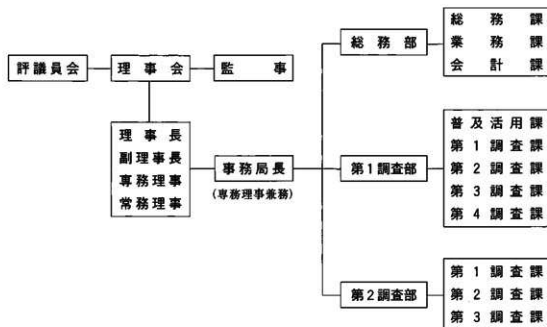 評議員会
理事会
監事
理事長
副理事長
専務理事
常務理事
事務局長
(専務理事兼務)
総務部
総務課
業務課
会計課
第1調査部
普及活用課
第1調査課
第2調査課
第3調査課
第4調査課
第2調査部
第1調査課
第2調査課
第3調査課